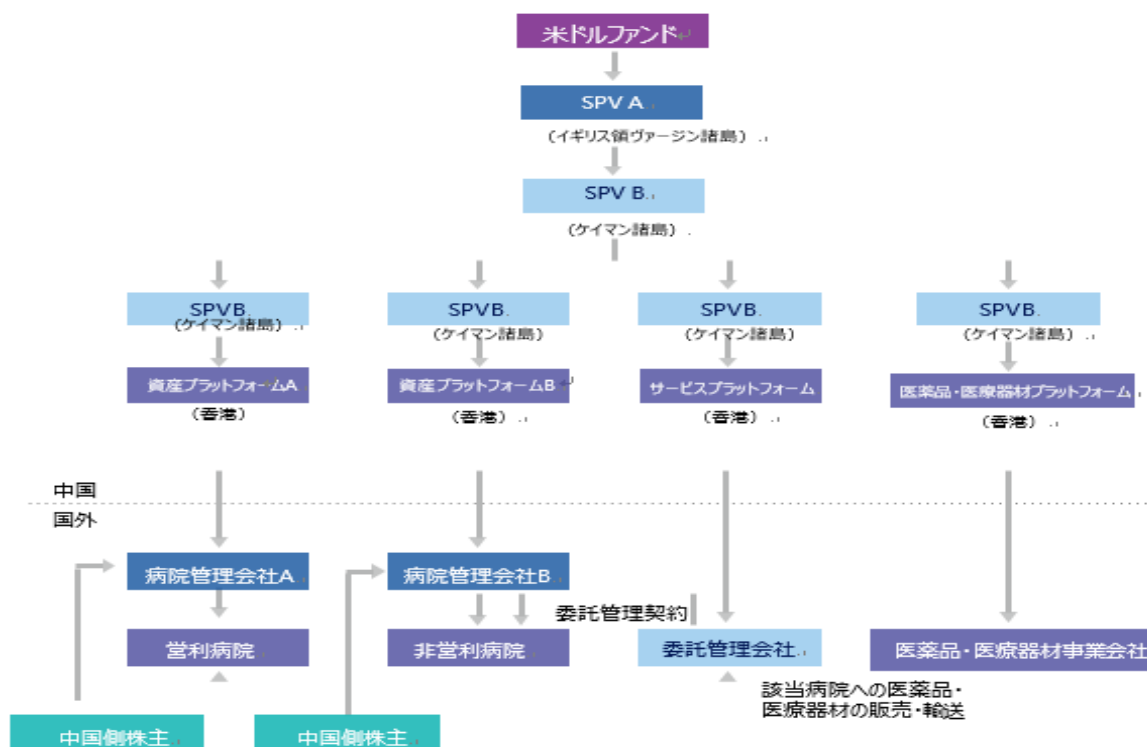 米ドルファンド
SPV A
(イギリス領ヴァージン諸島)
SPV B
(ケイマン諸島)
SPVB
(ケイマン諸島)
SPVB
(ケイマン諸島)
SPVB
(ケイマン諸島)
SPVB
(ケイマン諸島)
資産プラットフォームA
(香港)
資産プラットフォームB
(香港)
サービスプラットフォーム
(香港)
医薬品・医療器材プラットフォーム
(香港)
中国
国外
病院管理会社A
病院管理会社B
委託管理契約
営利病院
非営利病院
委託管理会社
医薬品・医療器材事業会社
該当病院への医薬品・
医療器材の販売・輸送
中国側株主
中国側株主